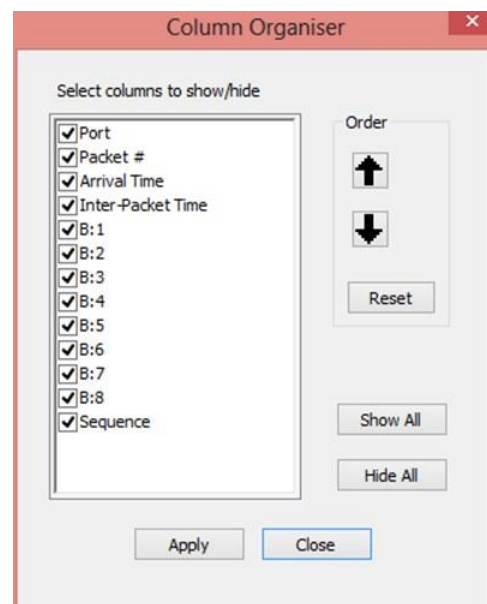 Column Organiser
Select columns to show/hide
Port
Packet #
Arrival Time
Inter-Packet Time
B:1
B:2
B:3
B:4
B:5
B:6
B:7
B:8
Sequence
Order
Reset
Show All
Hide All
Apply
Close